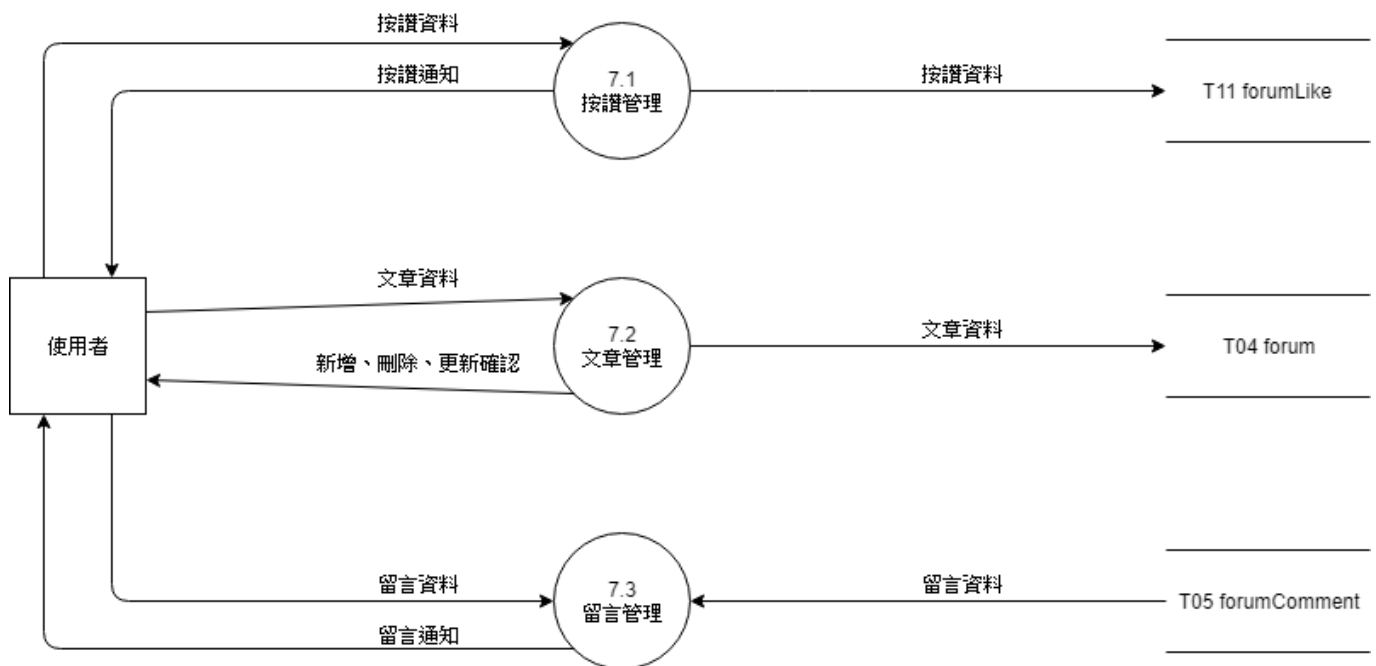 按讚資料
按讚通知
7.1
按讚管理
按讚資料
T11 forumLike
文章資料
使用者
新增、刪除、更新確認
7.2
文章管理
文章資料
T04 forum
留言資料
留言通知
7.3
留言管理
留言資料
T05 forumComment